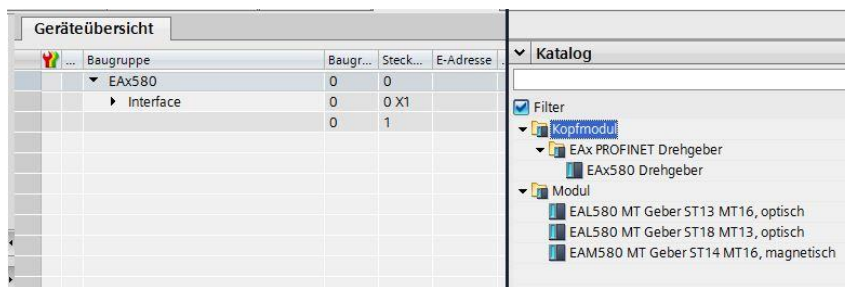 Geräteübersicht
... Baugruppe Baugr... Steck... E-Adresse
EAx580 0 0
Interface 0 0 X1
0 1
Katalog
Filter
Kopfmodul
EAx PROFINET Drehgeber
EAx580 Drehgeber
Modul
EAL580 MT Geber ST13 MT16, optisch
EAL580 MT Geber ST18 MT13, optisch
EAM580 MT Geber ST14 MT16, magnetisch